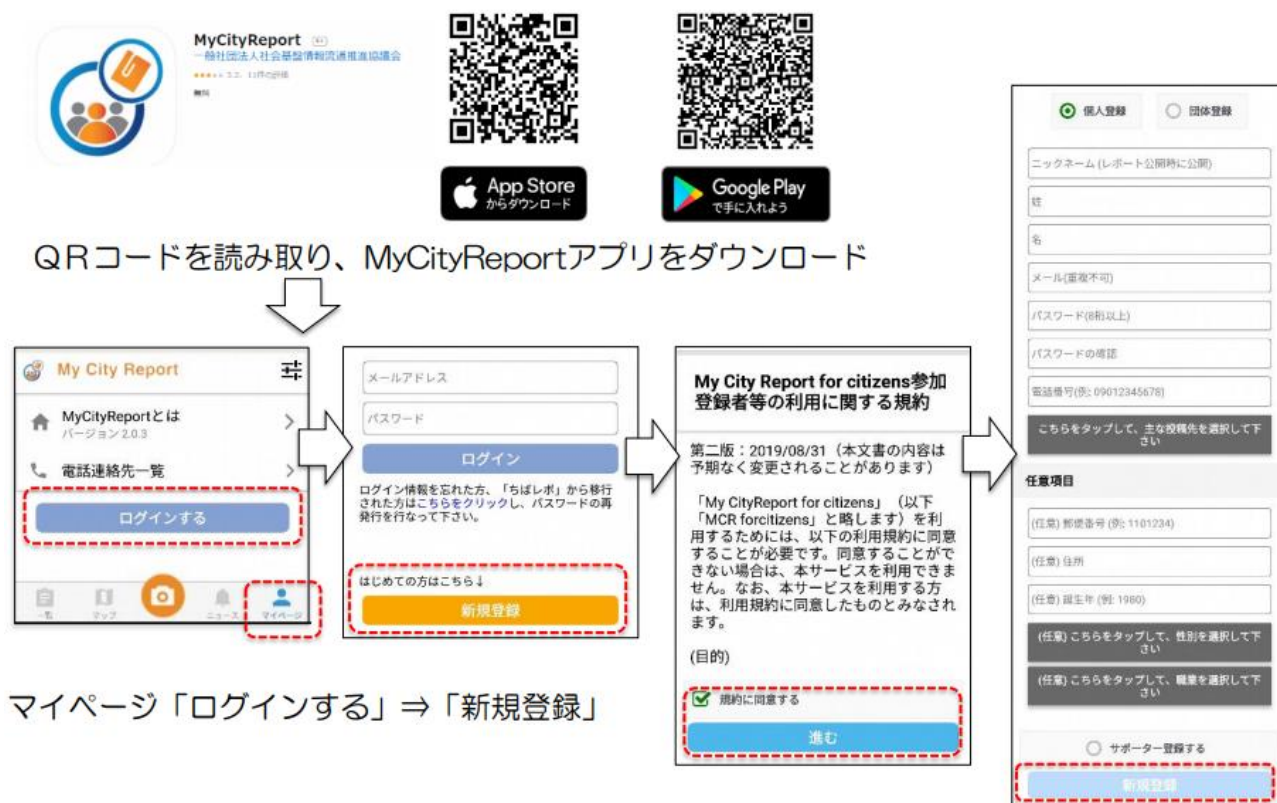 MyCityReport 4+
一般社団法人社会基盤情報流通推進協議会
無料
App Store
からダウンロード
Google Play
で手に入れよう
QRコードを読み取り、MyCityReportアプリをダウンロード
My City Report
MyCityReportとは
バージョン 2.0.3
電話連絡先一覧
ログインする
一覧
マップ
ニュース
マイページ
メールアドレス
パスワード
ログイン
ログイン情報を忘れた方、「ちばレポ」から移行
された方はこちらをクリックし、パスワードの再
発行を行なって下さい。
はじめての方はこちら↓
新規登録
マイページ「ログインする」⇒「新規登録」
My City Report for citizens参加
登録者等の利用に関する規約
第二版：2019/08/31（本文書の内容は
予期なく変更されることがあります）
「My CityReport for citizens」（以下
「MCR forcitizens」と略します）を利
用するためには、以下の利用規約に同意
することが必要です。同意することがで
きない場合は、本サービスを利用できま
せん。なお、本サービスを利用する方
は、利用規約に同意したものとみなされ
ます。
(目的)
規約に同意する
進む
個人登録
団体登録
ニックネーム (レポート公開時に公開)
姓
名
メール(重複不可)
パスワード(8桁以上)
パスワードの確認
電話番号(例: 09012345678)
こちらをタップして、主な投稿先を選択して下
さい
任意項目
(任意) 郵便番号 (例: 1101234)
(任意) 住所
(任意) 誕生年 (例: 1980)
(任意) こちらをタップして、性別を選択して下
さい
(任意) こちらをタップして、職業を選択して下
さい
サポーター登録する
新規登録